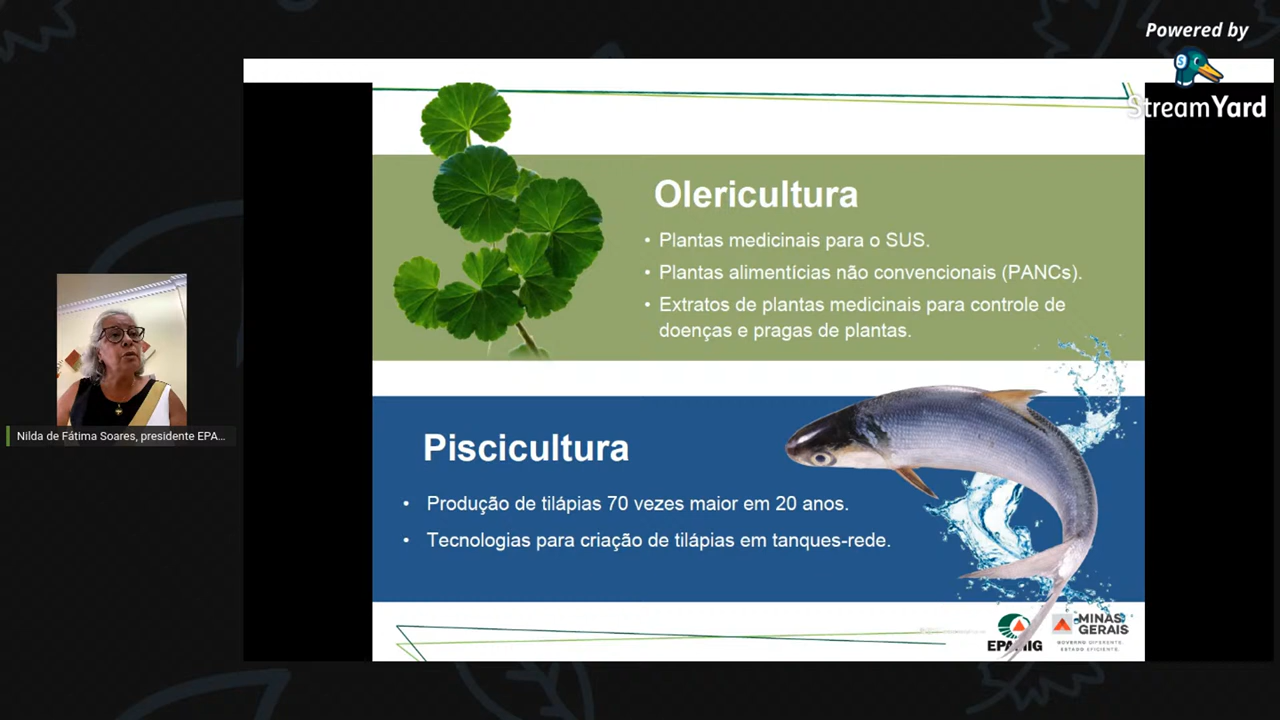 Powered by
StreamYard
Olericultura
• Plantas medicinais para o SUS.
• Plantas alimentícias não convencionais (PANCs).
• Extratos de plantas medicinais para controle de
doenças e pragas de plantas.
Piscicultura
• Produção de tilápias 70 vezes maior em 20 anos.
• Tecnologias para criação de tilápias em tanques-rede.
Nilda de Fátima Soares, presidente EPA...
EPAMIG
MINAS
GERAIS
GOVERNO DIFERENTE.
ESTADO EFICIENTE.